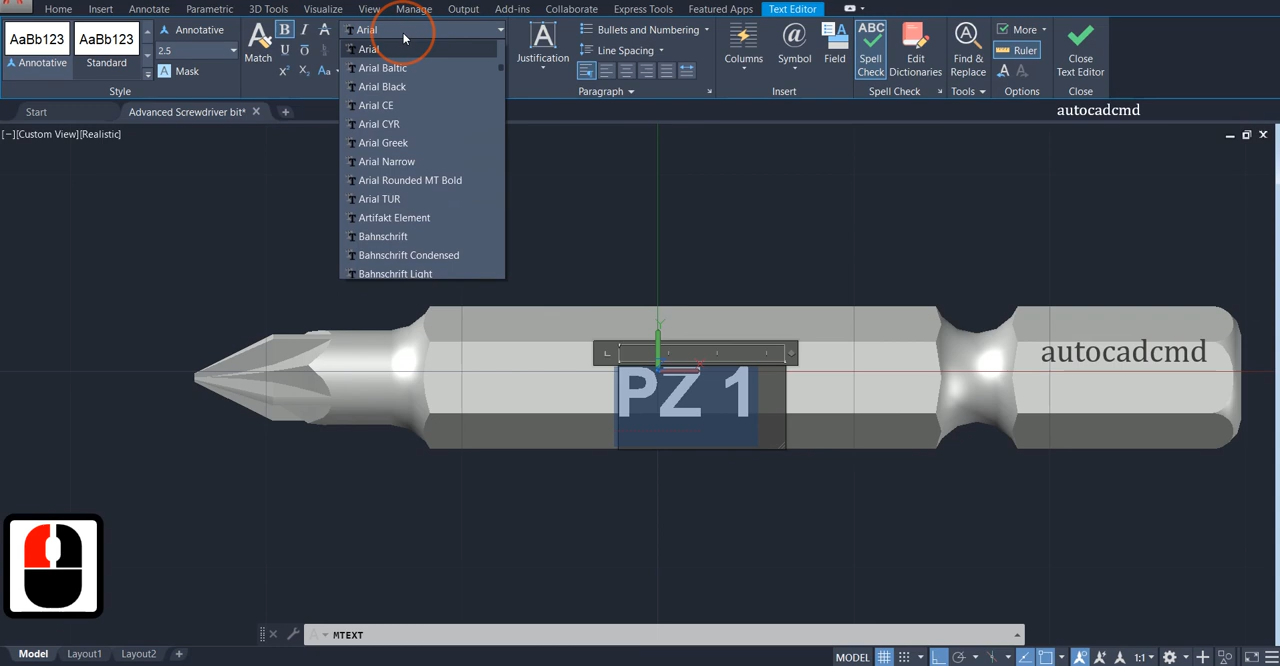 Home Insert Annotate Parametric 3D Tools Visualize View Manage Output Add-ins Collaborate Express Tools Featured Apps Text Editor
AaBb123 AaBb123 Annotative B I A Arial A Bullets and Numbering @ A ABC More
Annotative Standard 2.5 Match U O Justification Line Spacing Columns Symbol Field Spell Check Edit Dictionaries Find & Replace Ruler Close Text Editor
Mask X² X₂ Aa
Style Paragraph Insert Spell Check Tools Options Close
Arial
Arial Baltic
Arial Black
Arial CE
Arial CYR
Arial Greek
Arial Narrow
Arial Rounded MT Bold
Arial TUR
Artifakt Element
Bahnschrift
Bahnschrift Condensed
Bahnschrift Light
Start Advanced Screwdriver bit* autocadcmd
[−][Custom View][Realistic]
autocadcmd
PZ 1
MTEXT
Model Layout1 Layout2 + MODEL 1:1